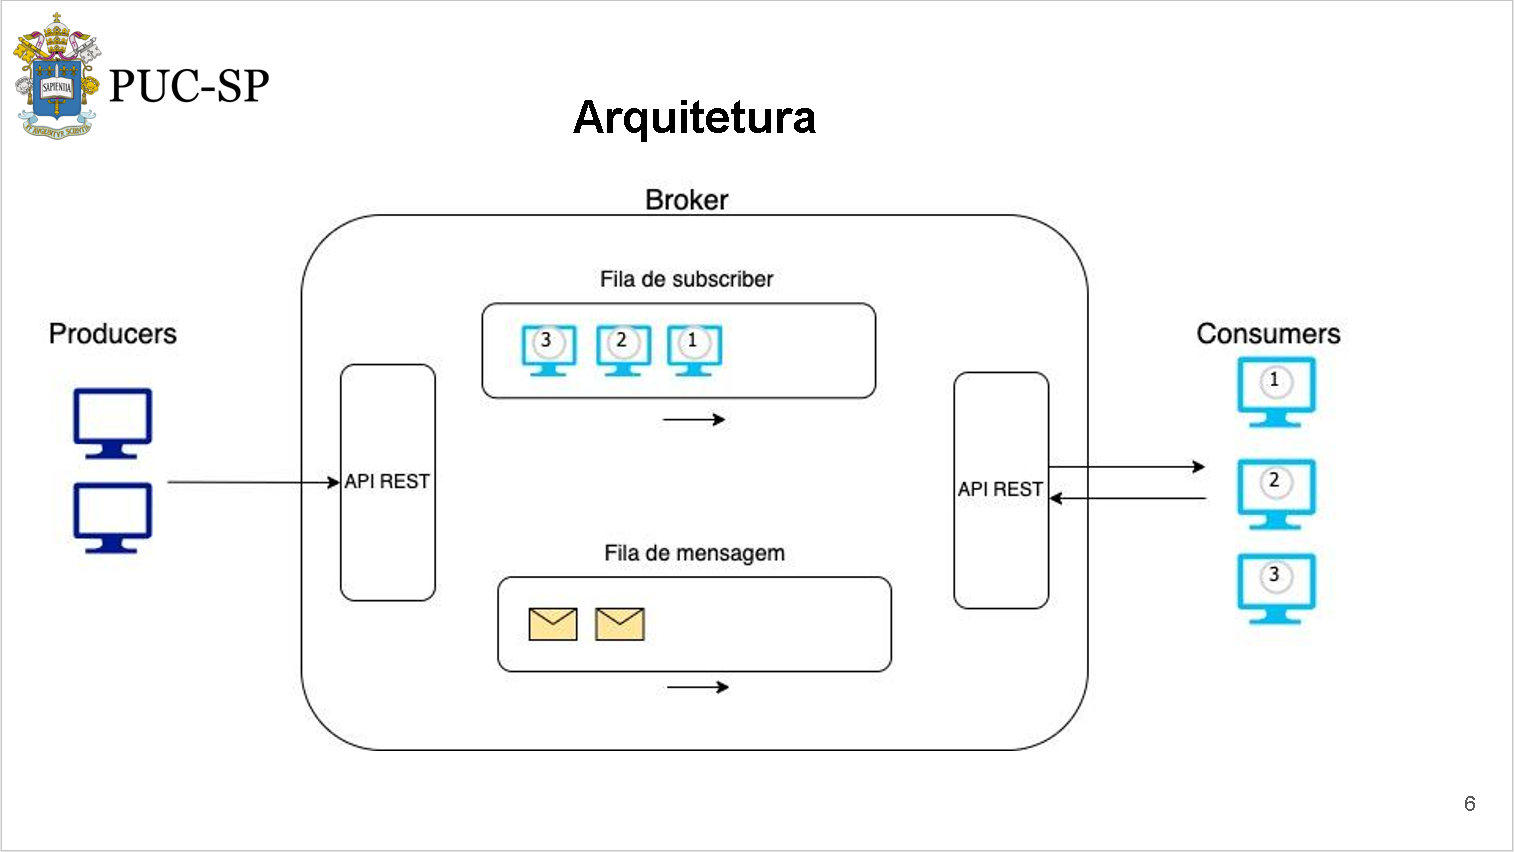 PUC-SP
SAPIENTIA
Arquitetura
Broker
Fila de subscriber
3 2 1
Producers
API REST
Fila de mensagem
API REST
Consumers
1
2
3
6